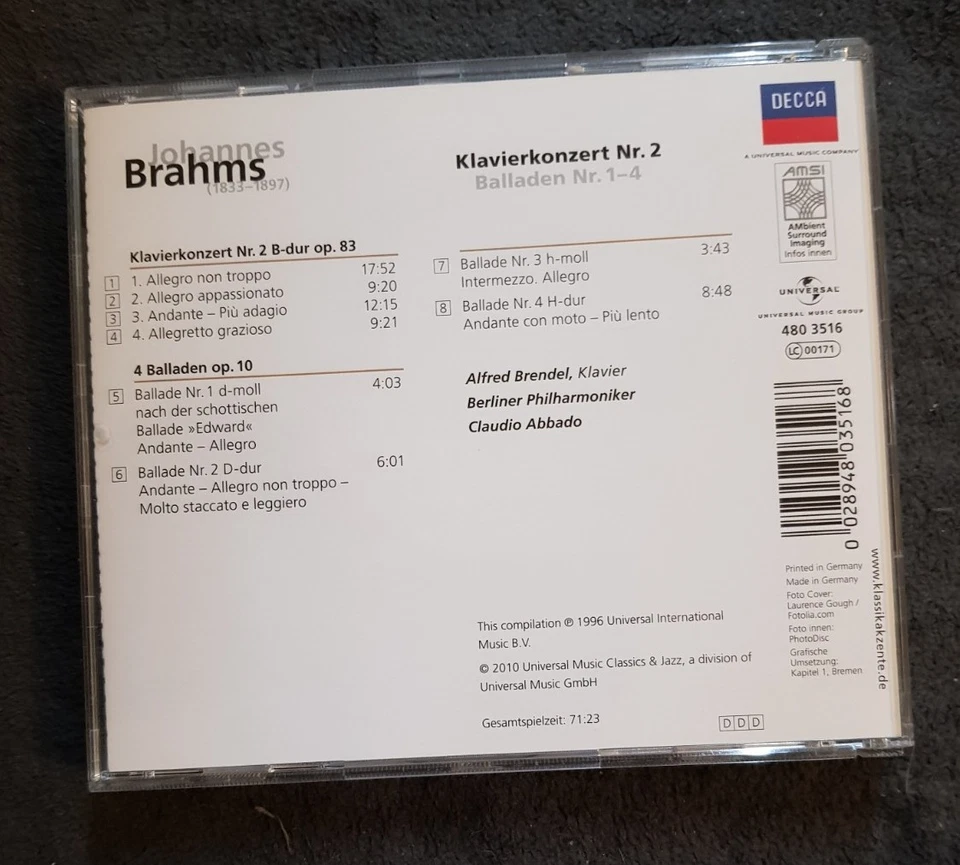 Johannes
Brahms
(1833–1897)
Klavierkonzert Nr. 2
Balladen Nr. 1–4
Klavierkonzert Nr. 2 B-dur op. 83
1 1. Allegro non troppo 17:52
2 2. Allegro appassionato 9:20
3 3. Andante – Più adagio 12:15
4 4. Allegretto grazioso 9:21
4 Balladen op. 10
5 Ballade Nr. 1 d-moll 4:03
nach der schottischen
Ballade »Edward«
Andante – Allegro
6 Ballade Nr. 2 D-dur 6:01
Andante – Allegro non troppo –
Molto staccato e leggiero
7 Ballade Nr. 3 h-moll 3:43
Intermezzo. Allegro
8 Ballade Nr. 4 H-dur 8:48
Andante con moto – Più lento
Alfred Brendel, Klavier
Berliner Philharmoniker
Claudio Abbado
This compilation ℗ 1996 Universal International
Music B.V.
© 2010 Universal Music Classics & Jazz, a division of
Universal Music GmbH
Gesamtspielzeit: 71:23
DDD
DECCA
A UNIVERSAL MUSIC COMPANY
AMSI
AMbient
Surround
Imaging
Infos innen
UNIVERSAL
UNIVERSAL MUSIC GROUP
480 3516
LC 00171
0 028948 035168
Printed in Germany
Made in Germany
Foto Cover:
Laurence Gough /
Fotolia.com
Foto innen:
PhotoDisc
Grafische
Umsetzung:
Kapitel 1, Bremen
www.klassikakzente.de